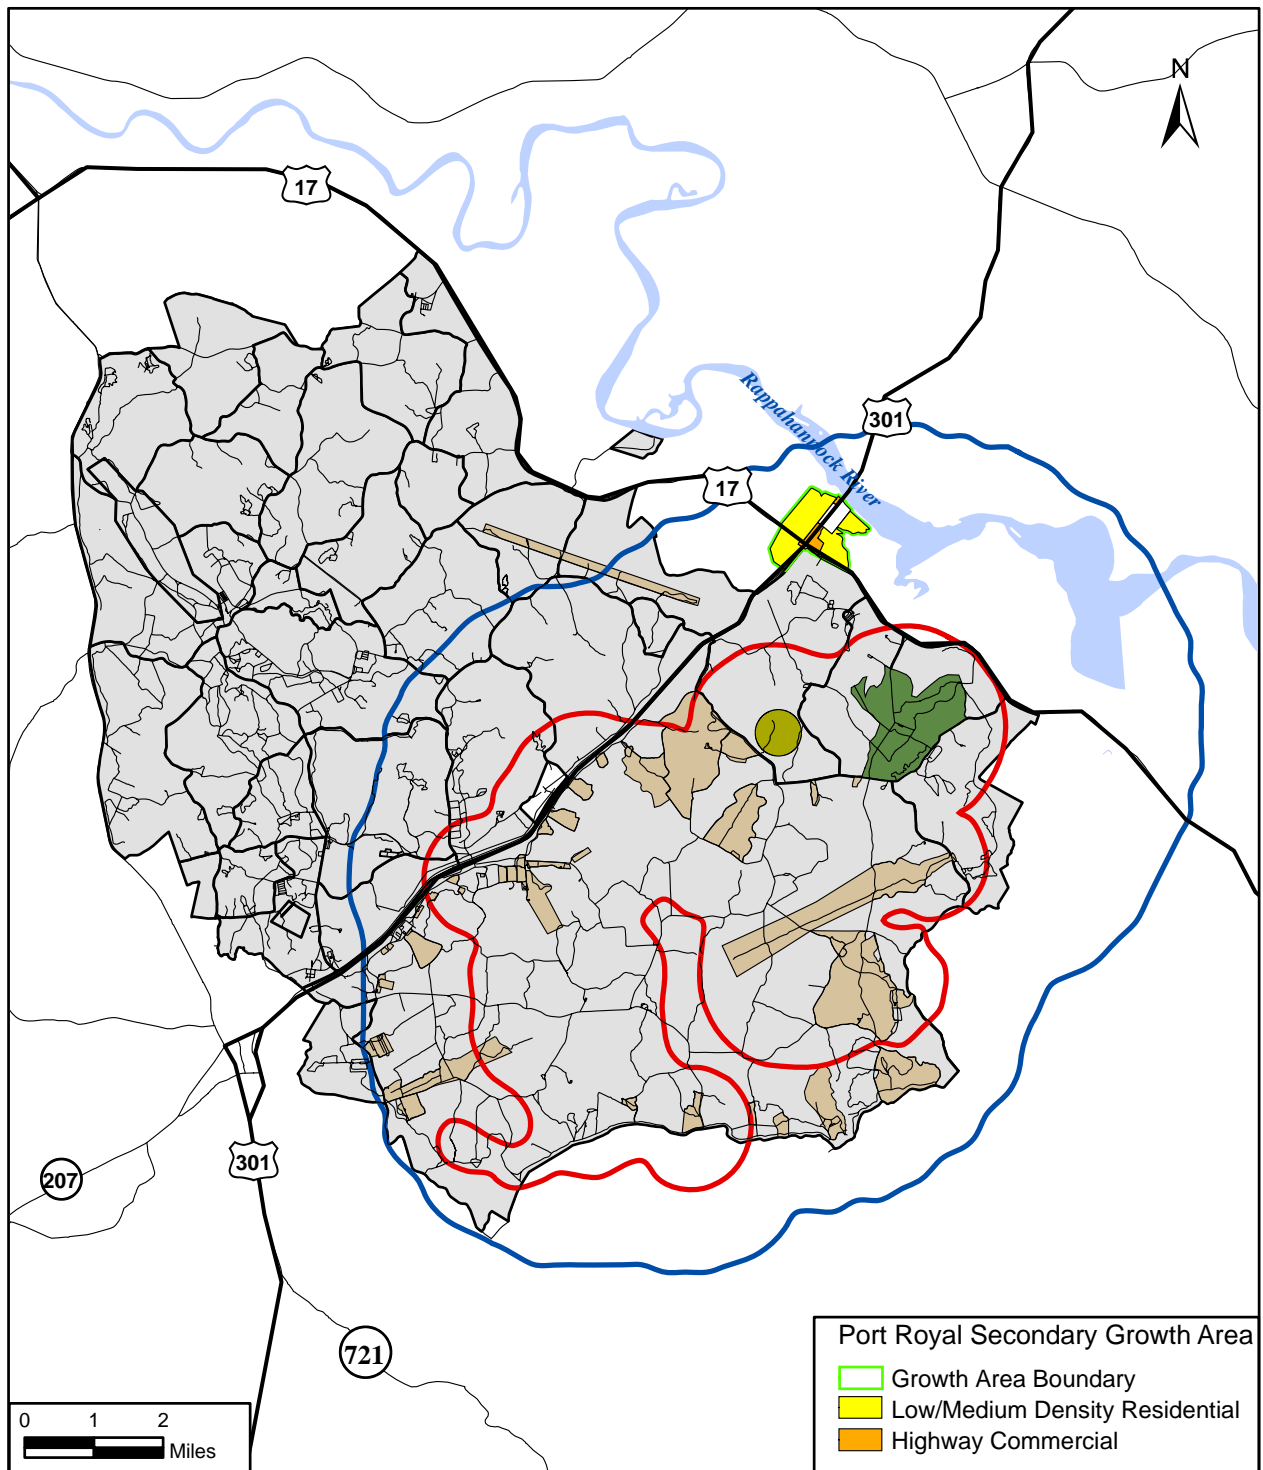 N
17
301
Rappahannock River
17
207
301
721
Port Royal Secondary Growth Area
Growth Area Boundary
Low/Medium Density Residential
Highway Commercial
0 1 2
Miles